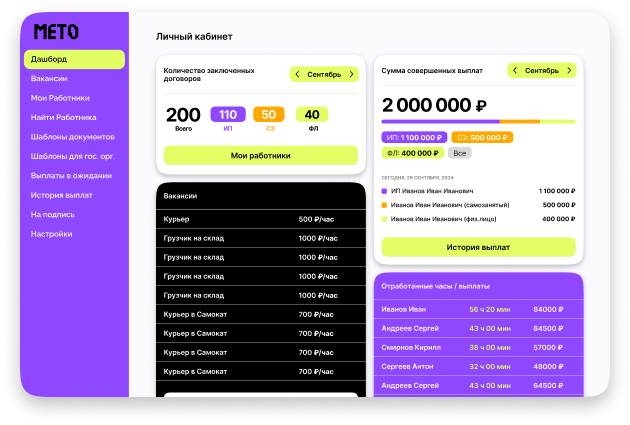 МЕТО
Дашборд
Вакансии
Мои Работники
Найти Работника
Шаблоны документов
Шаблоны для гос. орг.
Выплаты в ожидании
История выплат
На подпись
Настройки
Личный кабинет
Количество заключенных
договоров
Сентябрь
200
110
50
40
Всего
ИП
СЗ
ФЛ
Мои работники
Вакансии
Курьер 500 ₽/час
Грузчик на склад 1000 ₽/час
Грузчик на склад 1000 ₽/час
Грузчик на склад 1000 ₽/час
Грузчик на склад 1000 ₽/час
Курьер в Самокат 700 ₽/час
Курьер в Самокат 700 ₽/час
Курьер в Самокат 700 ₽/час
Курьер в Самокат 700 ₽/час
Сумма совершенных выплат
Сентябрь
2 000 000 ₽
ИП: 1 100 000 ₽
СЗ: 500 000 ₽
ФЛ: 400 000 ₽
Все
СЕГОДНЯ, 29 СЕНТЯБРЯ, 2024
ИП Иванов Иван Иванович 1 100 000 ₽
Иванов Иван Иванович (самозанятый) 500 000 ₽
Иванов Иван Иванович (физ.лицо) 400 000 ₽
История выплат
Отработанные часы / выплаты
Иванов Иван 56 ч 20 мин 84000 ₽
Андреев Сергей 43 ч 00 мин 64500 ₽
Смирнов Кирилл 38 ч 00 мин 57000 ₽
Сергеев Антон 32 ч 00 мин 48000 ₽
Андреев Сергей 43 ч 00 мин 64500 ₽